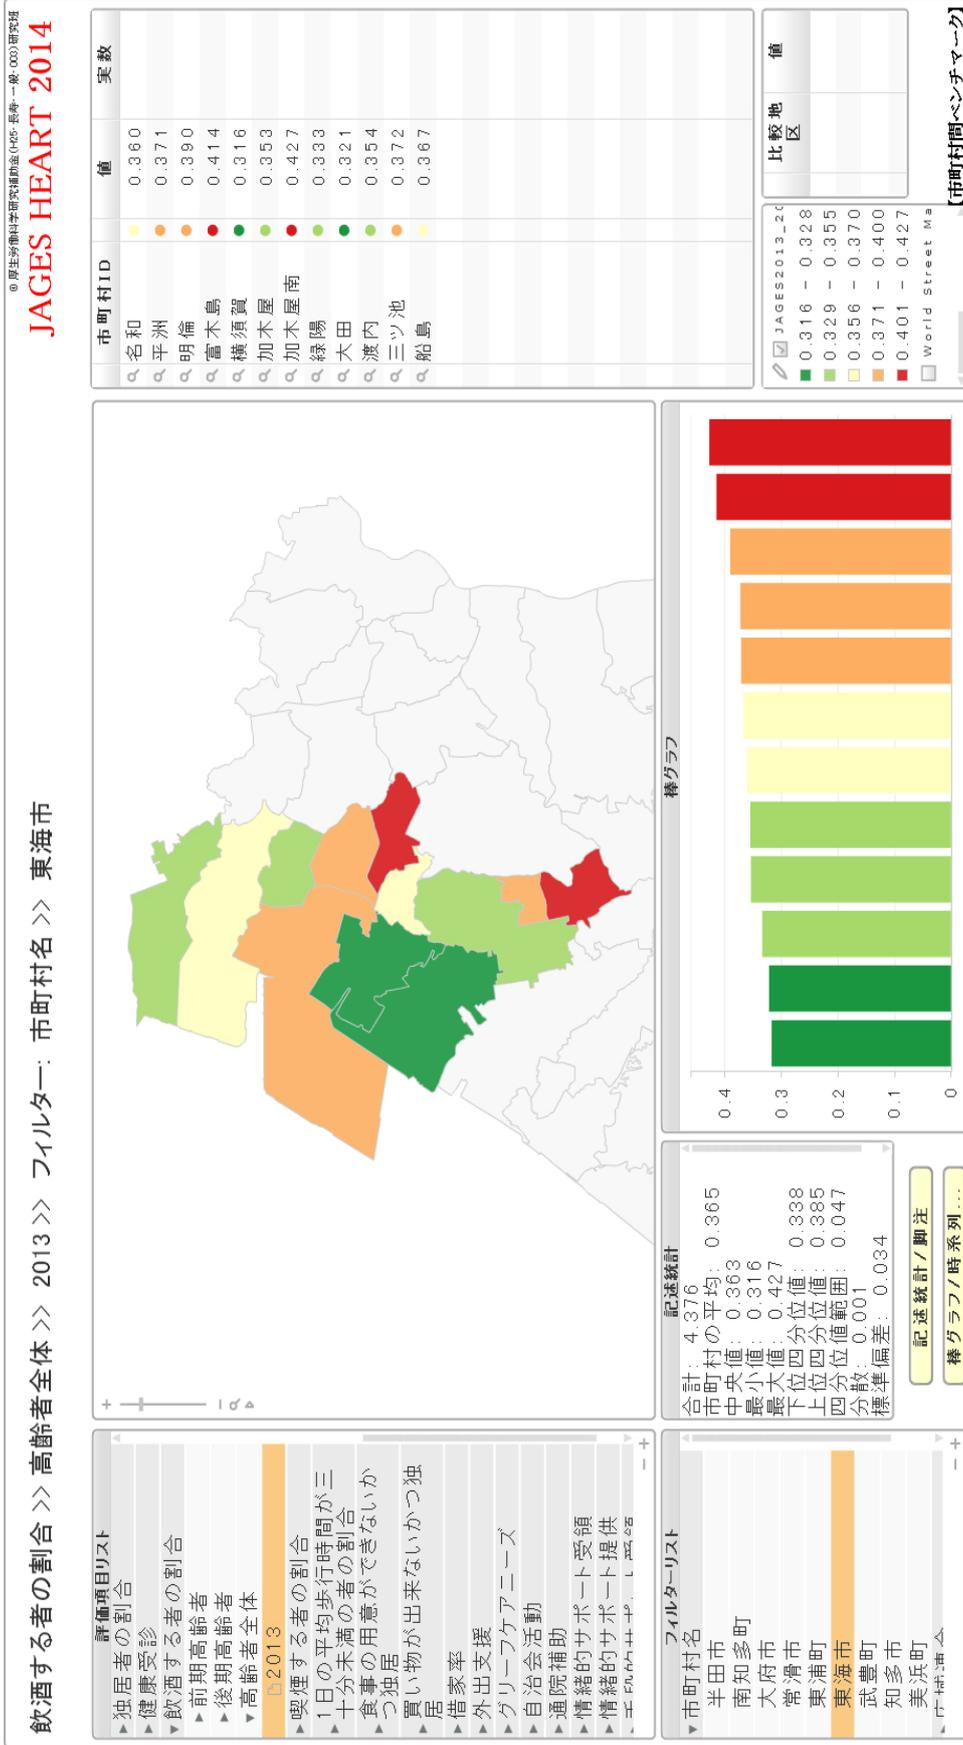 © 厚生労働科学研究補助金(H25-長寿-一般-003)研究班
飲酒する者の割合 >> 高齢者全体 >> 2013 >> フィルター: 市町村名 >> 東海市
JAGES HEART 2014
評価項目リスト
独居者の割合
健康受診
飲酒する者の割合
前期高齢者
後期高齢者
高齢者全体
2013
喫煙する者の割合
1日の平均歩行時間が三
十分未満の者の割合
食事の用意ができないか
つ独居
買い物が出来ないかつ独
居
借家率
外出支援
グリーフケアニーズ
自治会活動
通院補助
情緒的サポート受領
情緒的サポート提供
市町村ID 値 実数
名和 0.360
平洲 0.371
明倫 0.390
富木島 0.414
横須賀 0.316
加木屋 0.353
加木屋南 0.427
緑陽 0.333
大田 0.321
渡内 0.354
三ツ池 0.372
船島 0.367
フィルターリスト
市町村名
半田市
南知多町
大府市
常滑市
東浦町
東海市
武豊町
知多市
美浜町
記述統計
合計: 4.376
市町村の平均: 0.365
中央値: 0.363
最小値: 0.316
最大値: 0.427
下位四分位値: 0.338
上位四分位値: 0.385
四分位値範囲: 0.047
分散: 0.001
標準偏差: 0.034
記述統計/脚注
棒グラフ/時系列...
棒グラフ
0.4
0.3
0.2
0.1
0
JAGES2013_20
0.316 - 0.328
0.329 - 0.355
0.356 - 0.370
0.371 - 0.400
0.401 - 0.427
World Street Ma
比較地区 値
【市町村間ベンチマーク】